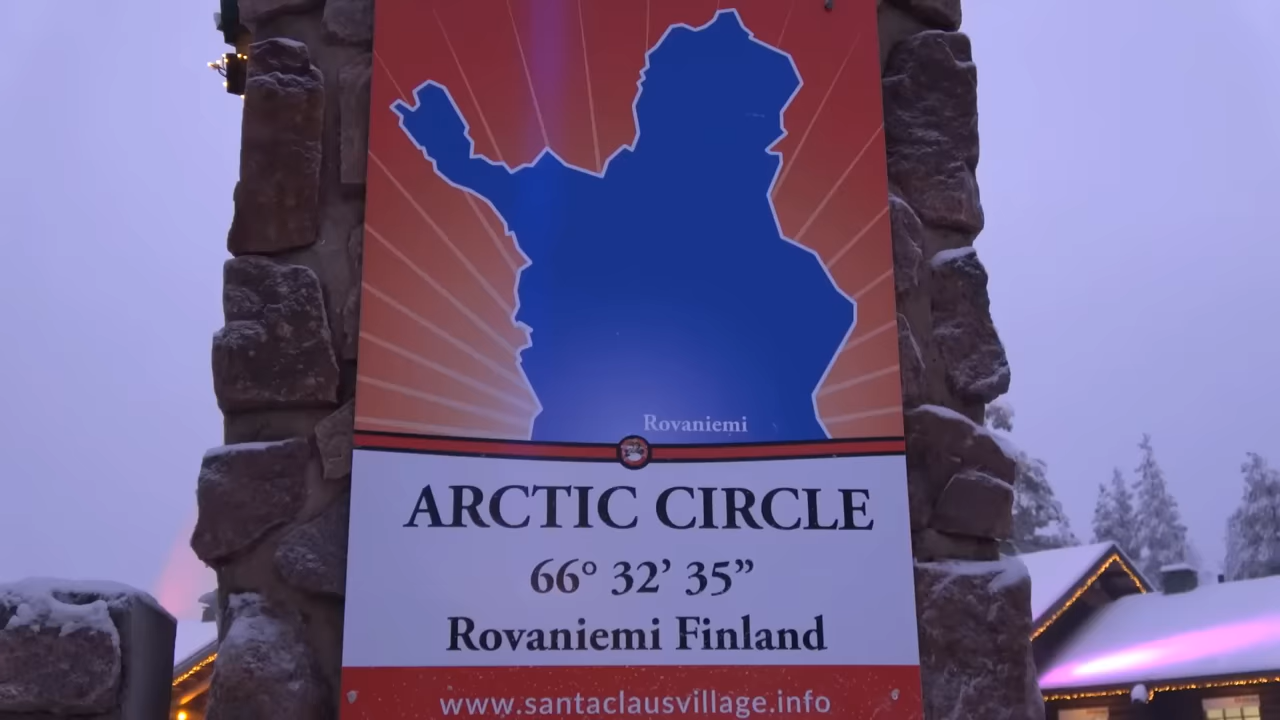 Rovaniemi
ARCTIC CIRCLE
66° 32’ 35”
Rovaniemi Finland
www.santaclausvillage.info